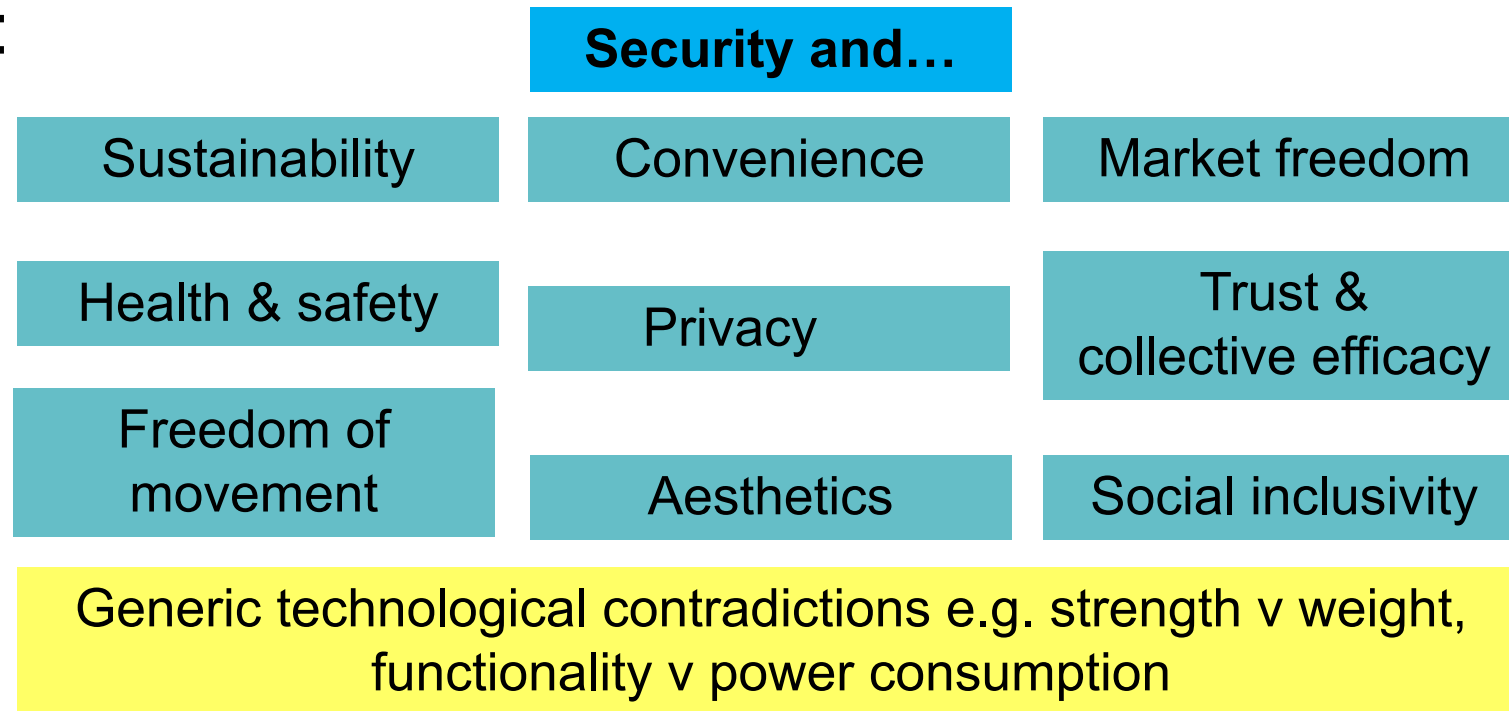 Security and…
Sustainability
Convenience
Market freedom
Health & safety
Privacy
Trust &
collective efficacy
Freedom of
movement
Aesthetics
Social inclusivity
Generic technological contradictions e.g. strength v weight,
functionality v power consumption